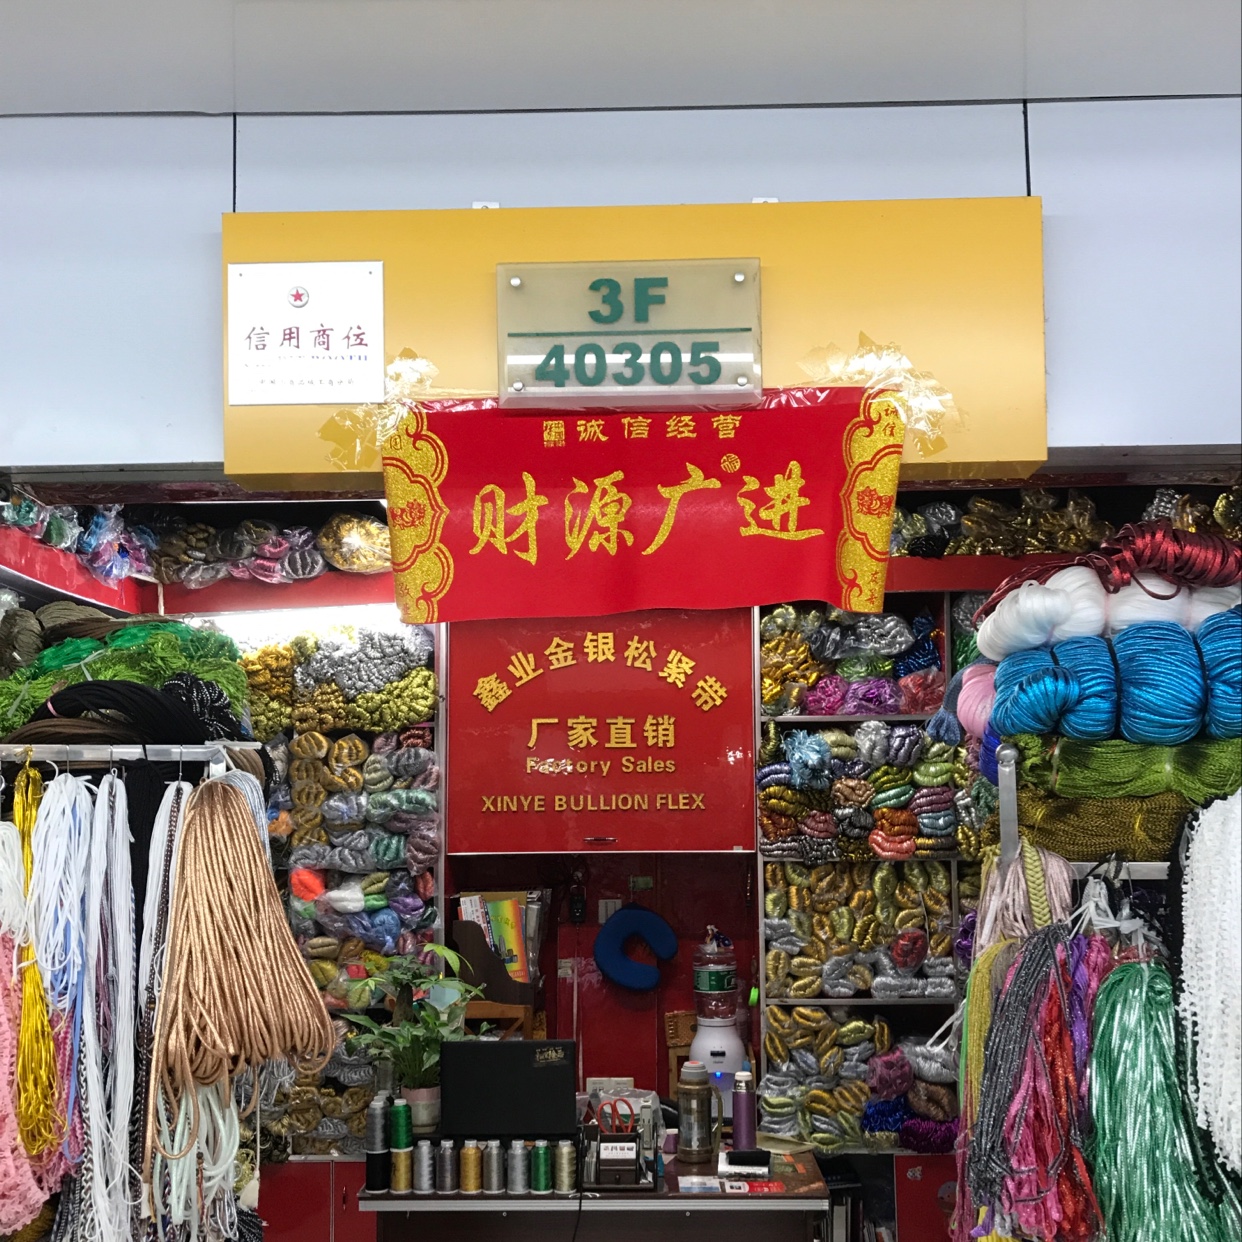 信用商位
3F
40305
诚信经营
财源广进
鑫业金银松紧带
厂家直销
Factory Sales
XINYE BULLION FLEX